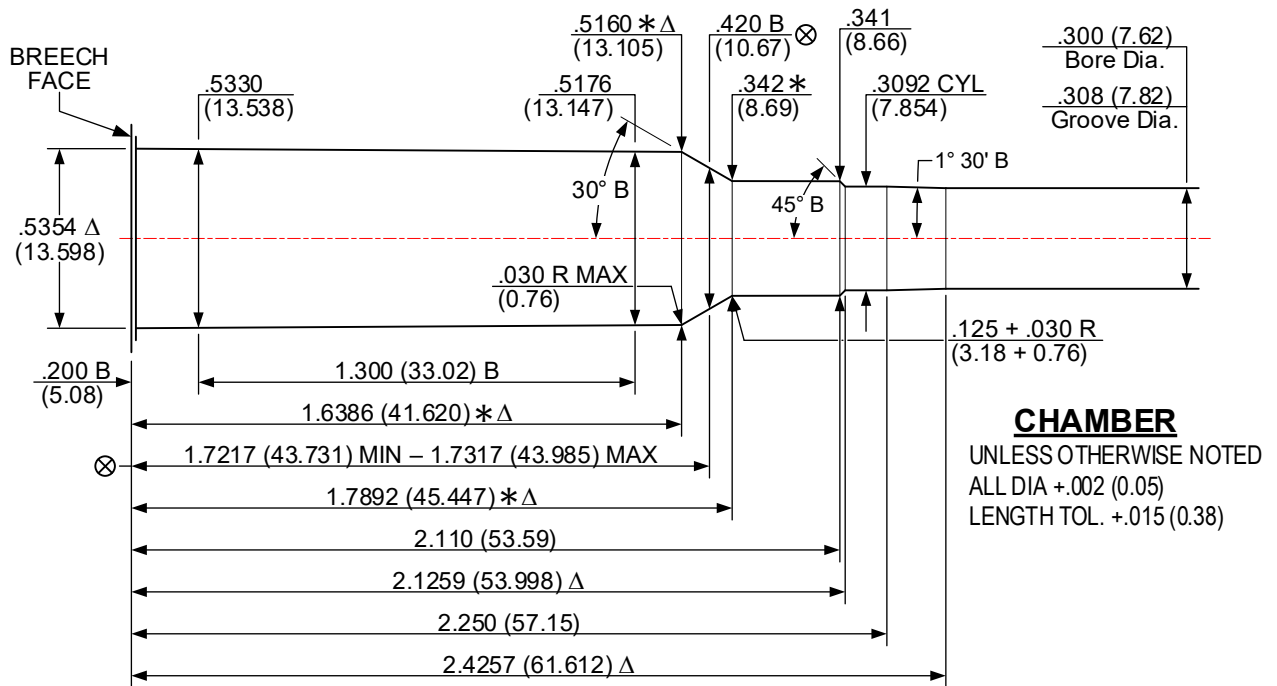 .5160 * Δ
(13.105)
.420 B ⊗
(10.67)
.341
(8.66)
.300 (7.62)
Bore Dia.
BREECH
FACE
.5330
(13.538)
.5176
(13.147)
.342 *
(8.69)
.3092 CYL
(7.854)
.308 (7.82)
Groove Dia.
30° B
45° B
1° 30' B
.5354 Δ
(13.598)
.030 R MAX
(0.76)
.125 + .030 R
(3.18 + 0.76)
.200 B
(5.08)
1.300 (33.02) B
1.6386 (41.620) * Δ
⊗ 1.7217 (43.731) MIN – 1.7317 (43.985) MAX
1.7892 (45.447) * Δ
2.110 (53.59)
2.1259 (53.998) Δ
2.250 (57.15)
2.4257 (61.612) Δ
CHAMBER
UNLESS OTHERWISE NOTED
ALL DIA +.002 (0.05)
LENGTH TOL. +.015 (0.38)